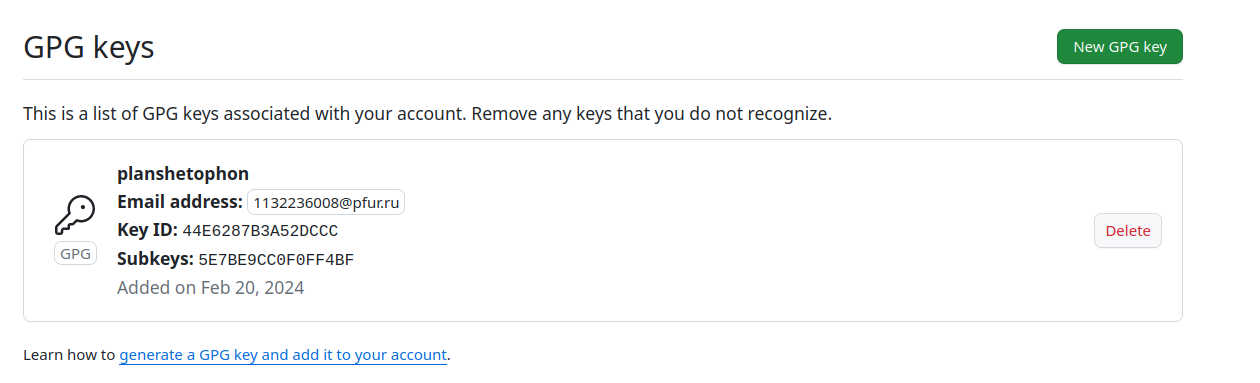 GPG keys
New GPG key
This is a list of GPG keys associated with your account. Remove any keys that you do not recognize.
planshetophon
Email address: 1132236008@pfur.ru
Key ID: 44E6287B3A52DCCC
GPG
Subkeys: 5E7BE9CC0F0FF4BF
Added on Feb 20, 2024
Delete
Learn how to generate a GPG key and add it to your account.